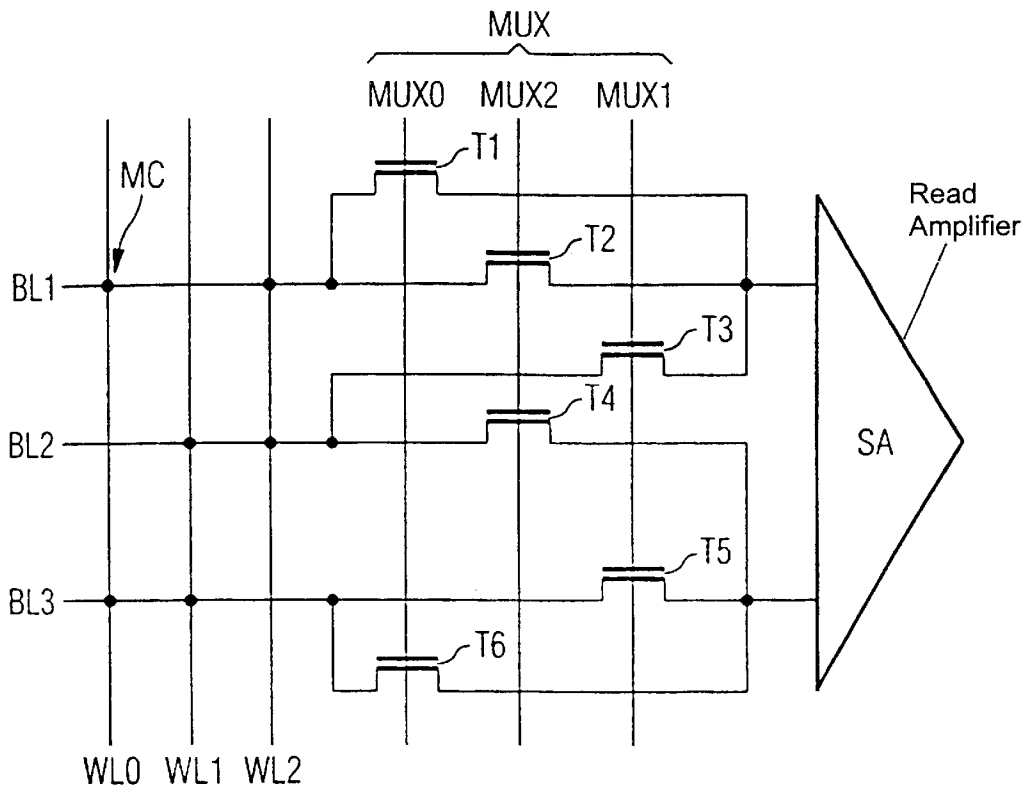 MUX
MUX0 MUX2 MUX1
T1
MC
Read
Amplifier
T2
BL1
T3
T4
BL2
SA
T5
BL3
T6
WL0 WL1 WL2